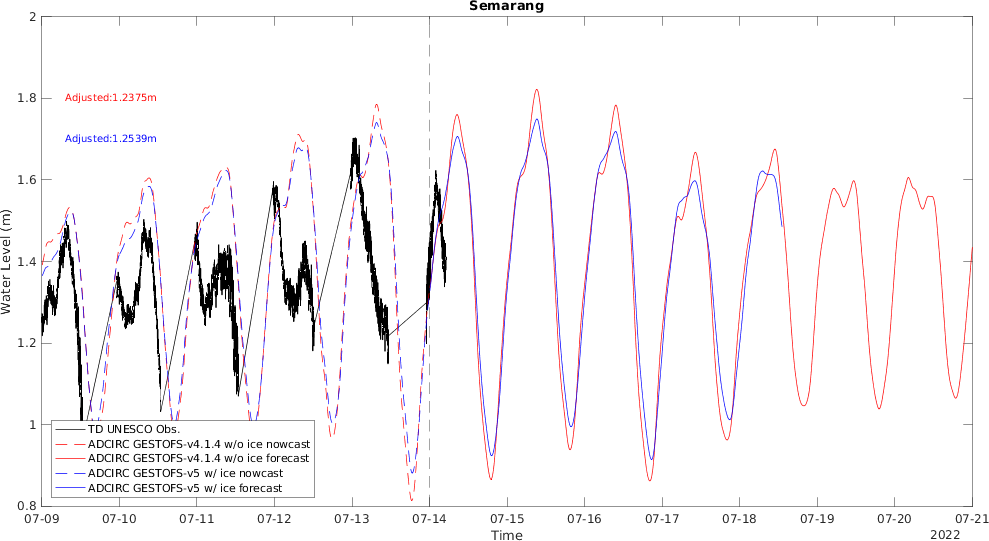 Semarang
2
1.8
1.6
1.4
1.2
1
0.8
Water Level (m)
Adjusted:1.2375m
Adjusted:1.2539m
TD UNESCO Obs.
ADCIRC GESTOFS-v4.1.4 w/o ice nowcast
ADCIRC GESTOFS-v4.1.4 w/o ice forecast
ADCIRC GESTOFS-v5 w/ ice nowcast
ADCIRC GESTOFS-v5 w/ ice forecast
07-09 07-10 07-11 07-12 07-13 07-14 07-15 07-16 07-17 07-18 07-19 07-20 07-21
Time
2022